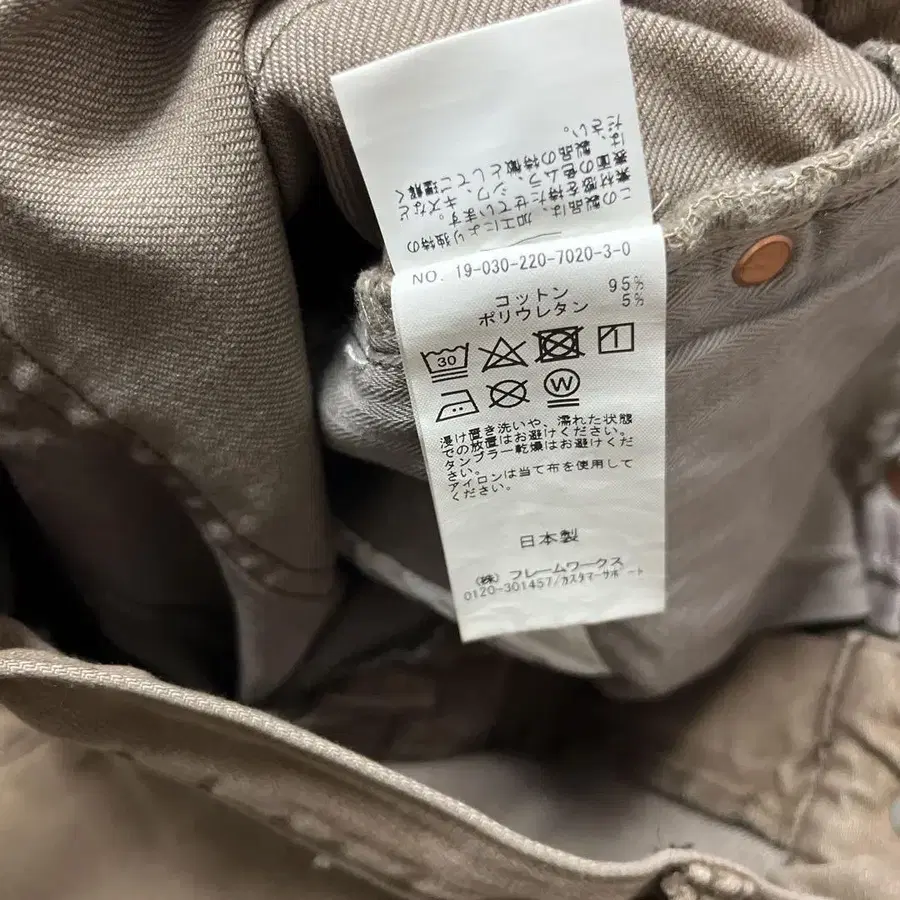 この製品は、加工により独特の
素材感を持たせています。
表面の色ムラ、シワ、キズなど
は、製品の特徴としてご理解く
ださい。
NO. 19-030-220-7020-3-0
コットン 95%
ポリウレタン 5%
30
W
浸け置き洗いや、濡れた状態
での放置はお避けください。
タンブラー乾燥はお避けくだ
さい。
アイロンは当て布を使用して
ください。
日本製
(株) フレームワークス
0120-301457/カスタマーサポート